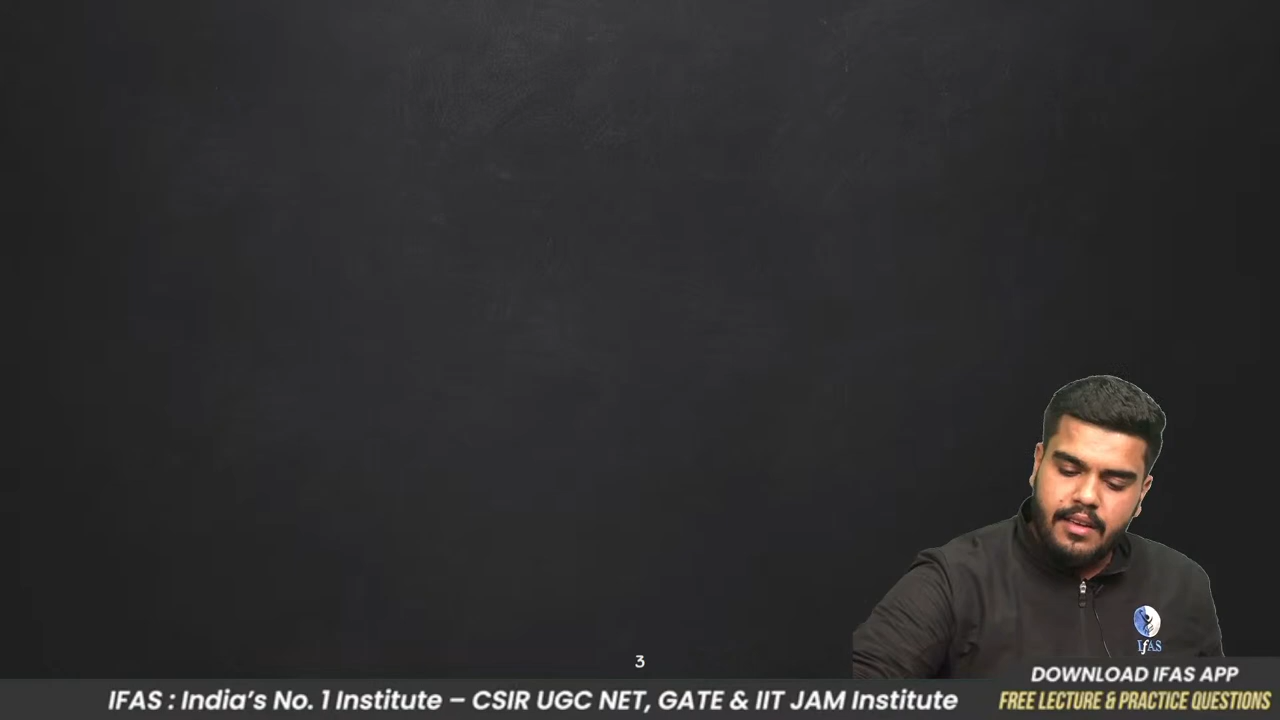 IfAS
3
DOWNLOAD IFAS APP
IFAS : India's No. 1 Institute – CSIR UGC NET, GATE & IIT JAM Institute
FREE LECTURE & PRACTICE QUESTIONS